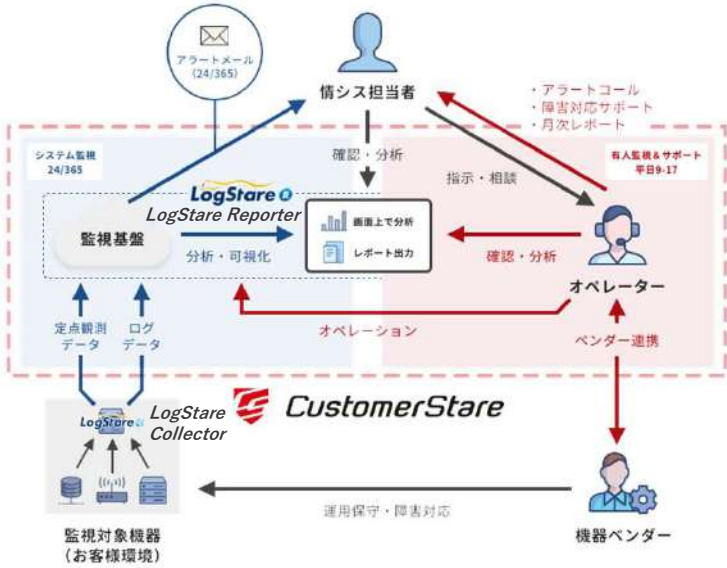 アラートメール
(24/365)
情シス担当者
・アラートコール
・障害対応サポート
・月次レポート
システム監視
24/365
確認・分析
指示・相談
有人監視&サポート
平日9-17
LogStare R
LogStare Reporter
監視基盤
分析・可視化
画面上で分析
レポート出力
確認・分析
オペレーター
定点観測
データ
ログ
データ
オペレーション
ベンダー連携
LogStare
LogStare
Collector
CustomerStare
運用保守・障害対応
監視対象機器
(お客様環境)
機器ベンダー